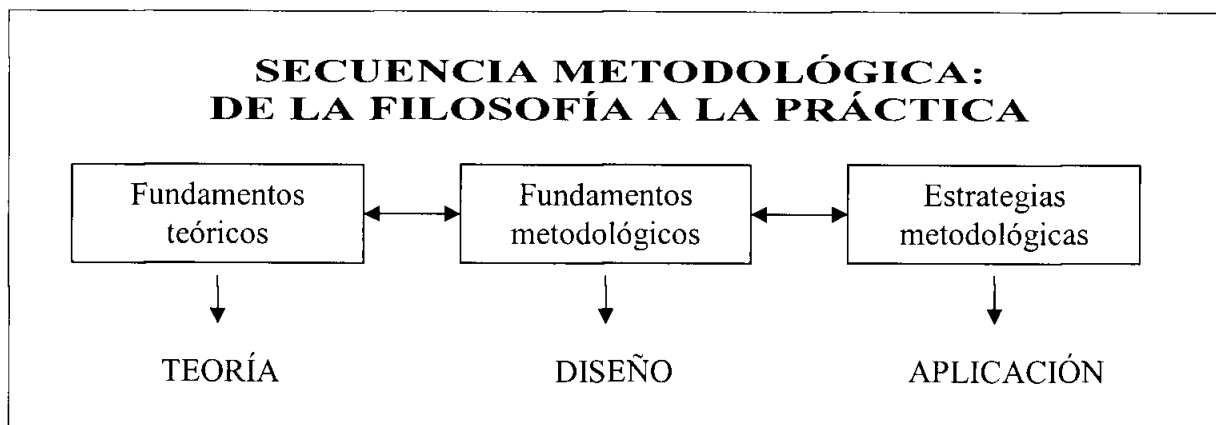 SECUENCIA METODOLÓGICA:
DE LA FILOSOFÍA A LA PRÁCTICA
Fundamentos
teóricos
Fundamentos
metodológicos
Estrategias
metodológicas
TEORÍA
DISEÑO
APLICACIÓN